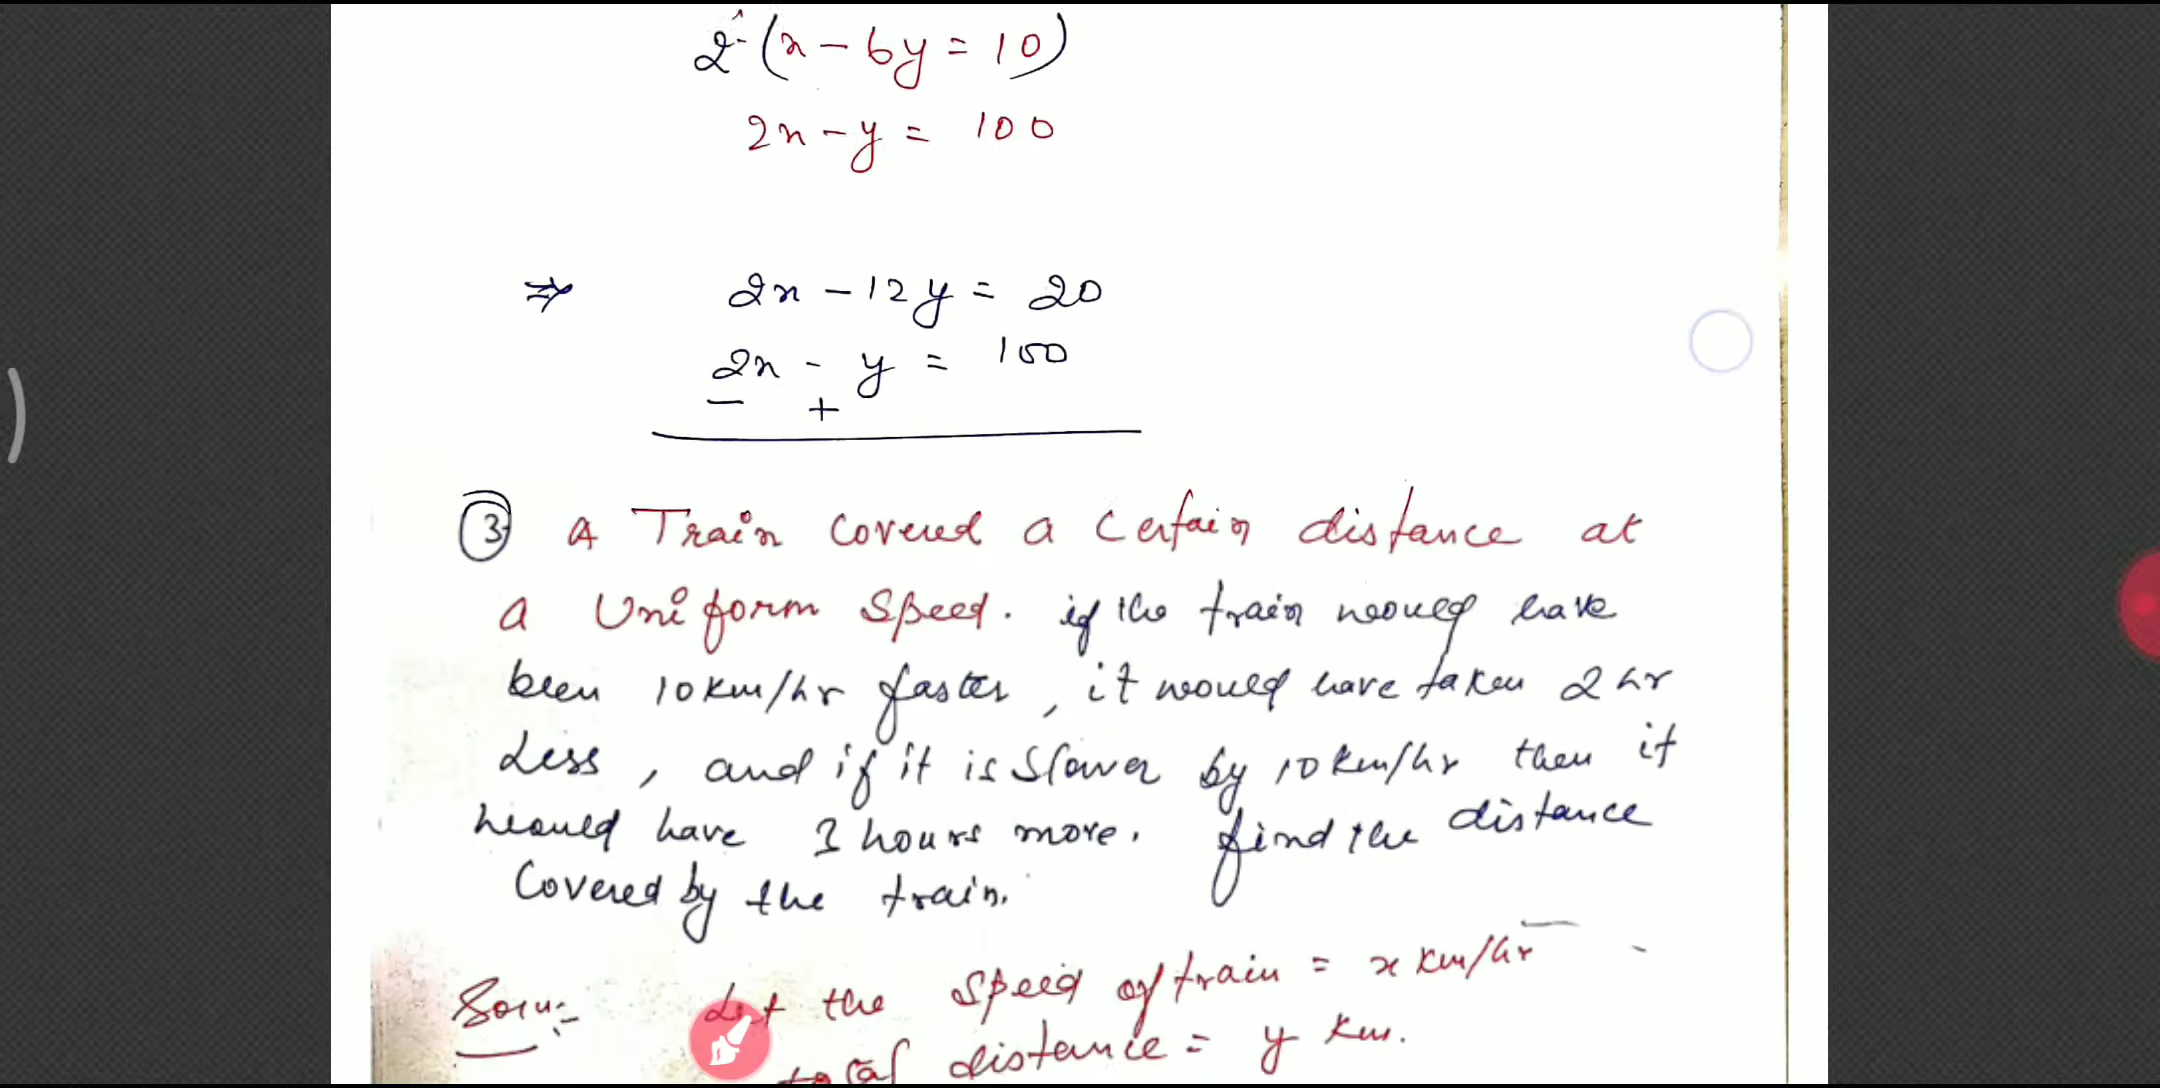 2 (x - 6y = 10)
2x - y = 100
⇒ 2x - 12y = 20
2x - y = 100
- +
③ A Train covered a certain distance at
a Uniform speed. if the train would have
been 10 km/hr faster, it would have taken 2 hr
Less, and if it is slower by 10 km/hr then it
would have 3 hours more. find the distance
Covered by the train.
Soln:- Let the speed of train = x km/hr
total distance = y km.